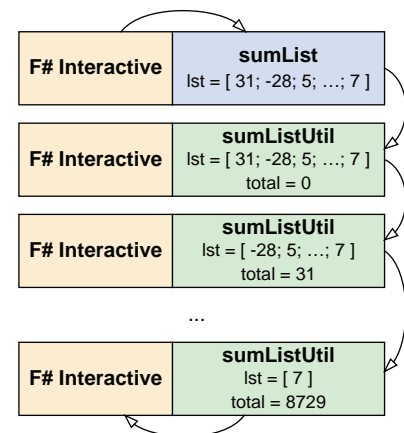 F# Interactive
sumList
lst = [ 31; -28; 5; …; 7 ]
F# Interactive
sumListUtil
lst = [ 31; -28; 5; …; 7 ]
total = 0
F# Interactive
sumListUtil
lst = [ -28; 5; …; 7 ]
total = 31
...
F# Interactive
sumListUtil
lst = [ 7 ]
total = 8729